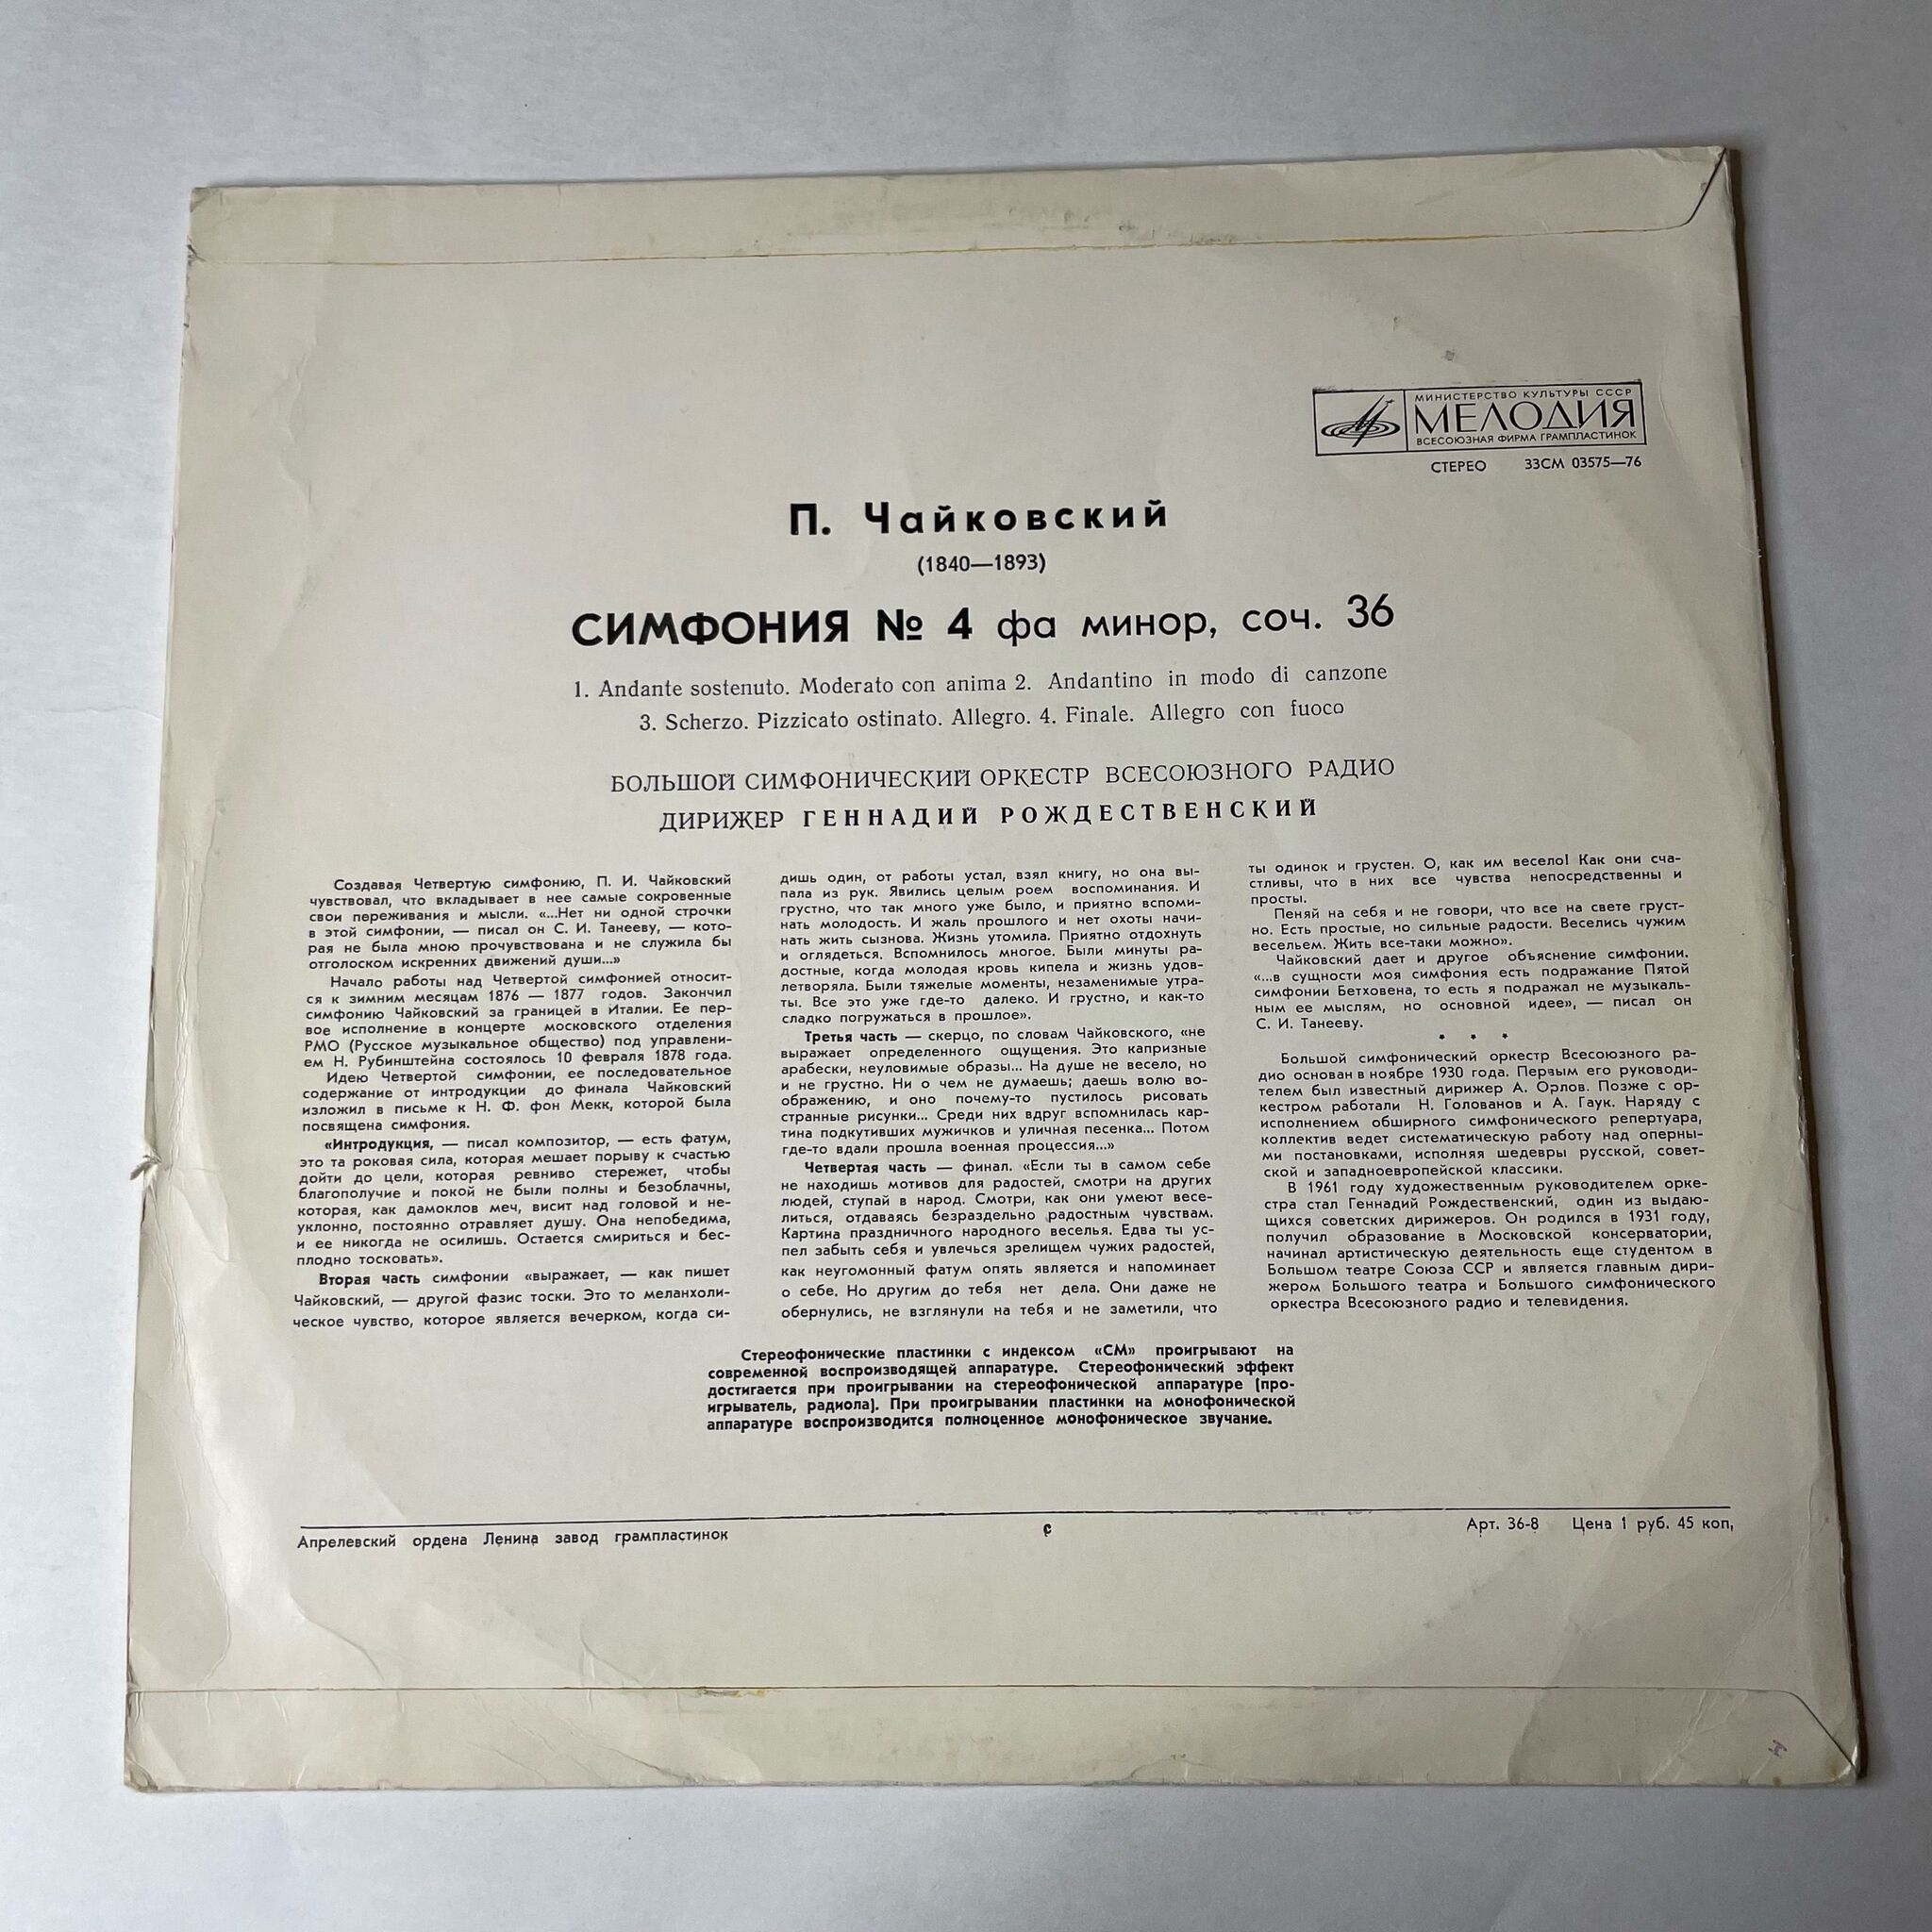 МИНИСТЕРСТВО КУЛЬТУРЫ СССР
МЕЛОДИЯ
ВСЕСОЮЗНАЯ ФИРМА ГРАМПЛАСТИНОК
СТЕРЕО 33СМ 03575—76
П. Чайковский
(1840—1893)
СИМФОНИЯ № 4 фа минор, соч. 36
1. Andante sostenuto. Moderato con anima 2. Andantino in modo di canzone
3. Scherzo. Pizzicato ostinato. Allegro. 4. Finale. Allegro con fuoco
БОЛЬШОЙ СИМФОНИЧЕСКИЙ ОРКЕСТР ВСЕСОЮЗНОГО РАДИО
ДИРИЖЕР ГЕННАДИЙ РОЖДЕСТВЕНСКИЙ
Создавая Четвертую симфонию, П. И. Чайковский
чувствовал, что вкладывает в нее самые сокровенные
свои переживания и мысли. «...Нет ни одной строчки
в этой симфонии, — писал он С. И. Танееву, — кото-
рая не была мною прочувствована и не служила бы
отголоском искренних движений души...»
Начало работы над Четвертой симфонией относит-
ся к зимним месяцам 1876 — 1877 годов. Закончил
симфонию Чайковский за границей в Италии. Ее пер-
вое исполнение в концерте московского отделения
РМО (Русское музыкальное общество) под управлени-
ем Н. Рубинштейна состоялось 10 февраля 1878 года.
Идею Четвертой симфонии, ее последовательное
содержание от интродукции до финала Чайковский
изложил в письме к Н. Ф. фон Мекк, которой была
посвящена симфония.
«Интродукция, — писал композитор, — есть фатум,
это та роковая сила, которая мешает порыву к счастью
дойти до цели, которая ревниво стережет, чтобы
благополучие и покой не были полны и безоблачны,
которая, как дамоклов меч, висит над головой и не-
уклонно, постоянно отравляет душу. Она непобедима,
и ее никогда не осилишь. Остается смириться и бес-
плодно тосковать».
Вторая часть симфонии «выражает, — как пишет
Чайковский, — другой фазис тоски. Это то меланхоли-
ческое чувство, которое является вечерком, когда си-
дишь один, от работы устал, взял книгу, но она вы-
пала из рук. Явились целым роем воспоминания. И
грустно, что так много уже было, и приятно вспоми-
нать молодость. И жаль прошлого и нет охоты начи-
нать жить сызнова. Жизнь утомила. Приятно отдохнуть
и оглядеться. Вспомнилось многое. Были минуты ра-
достные, когда молодая кровь кипела и жизнь удов-
летворяла. Были тяжелые моменты, незаменимые утра-
ты. Все это уже где-то далеко. И грустно, и как-то
сладко погружаться в прошлое».
Третья часть — скерцо, по словам Чайковского, «не
выражает определенного ощущения. Это капризные
арабески, неуловимые образы... На душе не весело, но
и не грустно. Ни о чем не думаешь; даешь волю во-
ображению, и оно почему-то пустилось рисовать
странные рисунки... Среди них вдруг вспомнилась кар-
тина подкутивших мужичков и уличная песенка... Потом
где-то вдали прошла военная процессия...»
Четвертая часть — финал. «Если ты в самом себе
не находишь мотивов для радостей, смотри на других
людей, ступай в народ. Смотри, как они умеют весе-
литься, отдаваясь безраздельно радостным чувствам.
Картина праздничного народного веселья. Едва ты ус-
пел забыть себя и увлечься зрелищем чужих радостей,
как неугомонный фатум опять является и напоминает
о себе. Но другим до тебя нет дела. Они даже не
обернулись, не взглянули на тебя и не заметили, что
ты одинок и грустен. О, как им весело! Как они сча-
стливы, что в них все чувства непосредственны и
просты.
Пеняй на себя и не говори, что все на свете груст-
но. Есть простые, но сильные радости. Веселись чужим
весельем. Жить все-таки можно».
Чайковский дает и другое объяснение симфонии.
«...в сущности моя симфония есть подражание Пятой
симфонии Бетховена, то есть я подражал не музыкаль-
ным ее мыслям, но основной идее», — писал он
С. И. Танееву.
* * *
Большой симфонический оркестр Всесоюзного ра-
дио основан в ноябре 1930 года. Первым его руководи-
телем был известный дирижер А. Орлов. Позже с ор-
кестром работали Н. Голованов и А. Гаук. Наряду с
исполнением обширного симфонического репертуара,
коллектив ведет систематическую работу над оперны-
ми постановками, исполняя шедевры русской, совет-
ской и западноевропейской классики.
В 1961 году художественным руководителем орке-
стра стал Геннадий Рождественский, один из выдаю-
щихся советских дирижеров. Он родился в 1931 году,
получил образование в Московской консерватории,
начинал артистическую деятельность еще студентом в
Большом театре Союза ССР и является главным дири-
жером Большого театра и Большого симфонического
оркестра Всесоюзного радио и телевидения.
Стереофонические пластинки с индексом «СМ» проигрывают на
современной воспроизводящей аппаратуре. Стереофонический эффект
достигается при проигрывании на стереофонической аппаратуре (про-
игрыватель, радиола). При проигрывании пластинки на монофонической
аппаратуре воспроизводится полноценное монофоническое звучание.
Апрелевский ордена Ленина завод грампластинок
Арт. 36-8 Цена 1 руб. 45 коп,